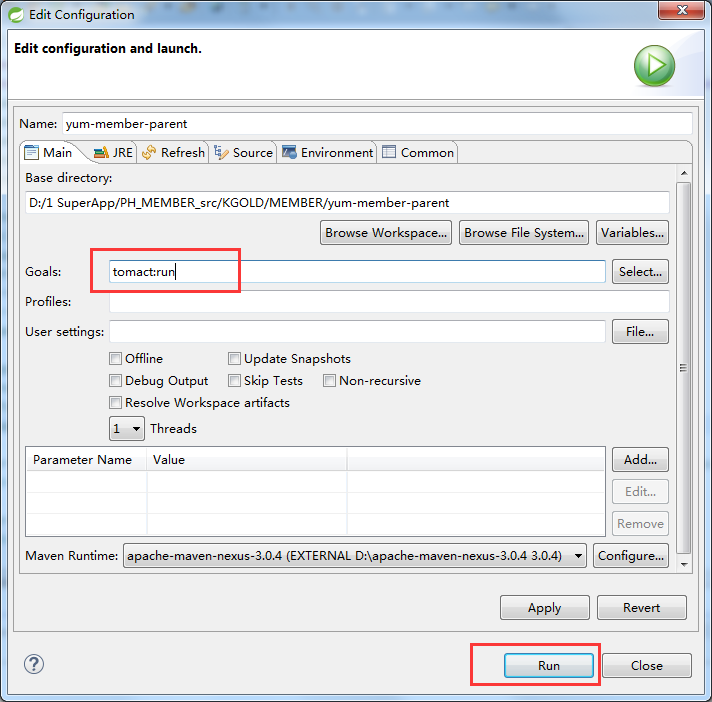 Edit Configuration
Edit configuration and launch.
Name: yum-member-parent
Main JRE Refresh Source Environment Common
Base directory:
D:/1 SuperApp/PH_MEMBER_src/KGOLD/MEMBER/yum-member-parent
Browse Workspace... Browse File System... Variables...
Goals: tomact:run Select...
Profiles:
User settings: File...
Offline Update Snapshots
Debug Output Skip Tests Non-recursive
Resolve Workspace artifacts
1 Threads
Parameter Name Value Add...
Edit...
Remove
Maven Runtime: apache-maven-nexus-3.0.4 (EXTERNAL D:\apache-maven-nexus-3.0.4 3.0.4) Configure...
Apply Revert
? Run Close